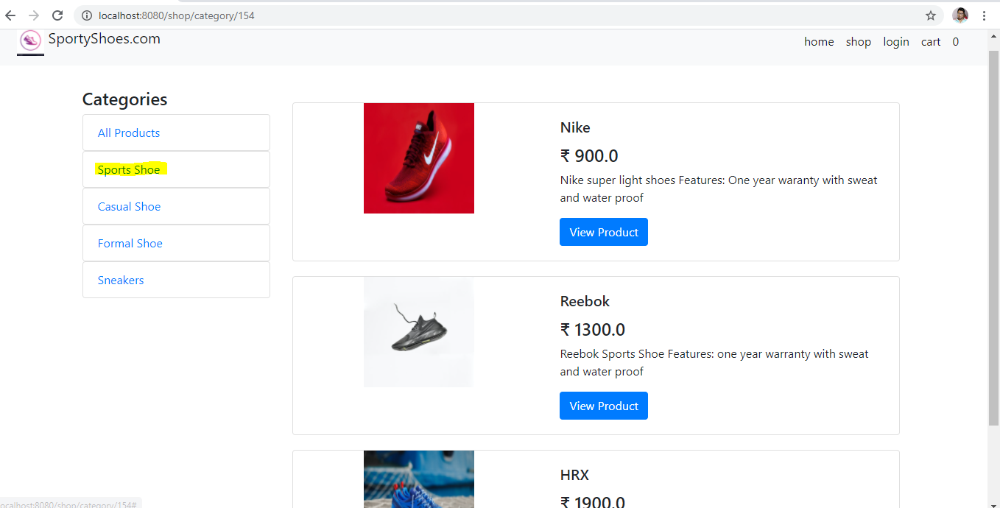 localhost:8080/shop/category/154
SportyShoes.com
home shop login cart 0
Categories
All Products
Sports Shoe
Casual Shoe
Formal Shoe
Sneakers
Nike
₹ 900.0
Nike super light shoes Features: One year waranty with sweat
and water proof
View Product
Reebok
₹ 1300.0
Reebok Sports Shoe Features: one year warranty with sweat
and water proof
View Product
HRX
₹ 1900.0
ocalhost:8080/shop/category/154#